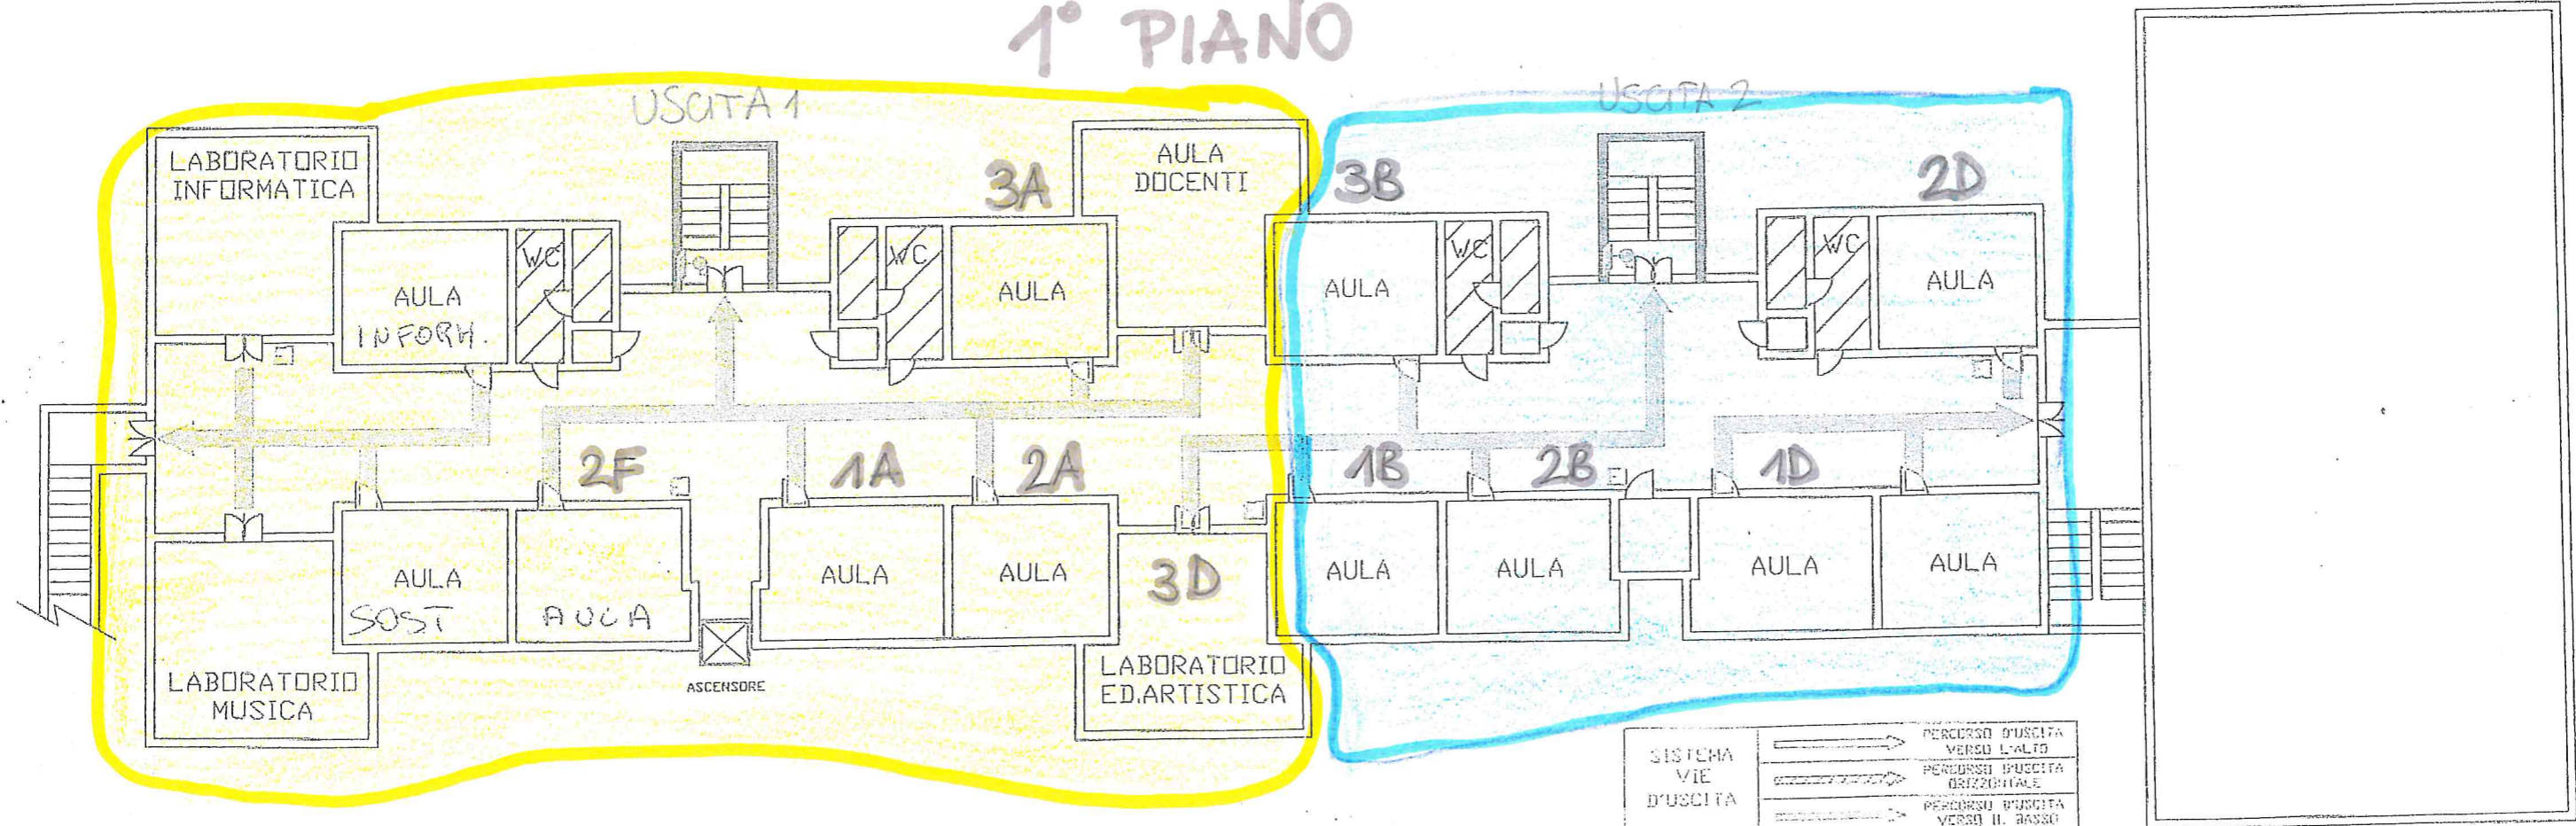 1° PIANO
USCITA 1
USCITA 2
LABORATORIO
INFORMATICA
3A
AULA
DOCENTI
3B
2D
AULA
INFORM.
WC
WC
AULA
AULA
WC
WC
AULA
2F
1A
2A
1B
2B
1D
AULA
SOST
AULA
AULA
AULA
3D
AULA
AULA
AULA
AULA
LABORATORIO
MUSICA
ASCENSORE
LABORATORIO
ED.ARTISTICA
SISTEMA
VIE
D'USCITA
PERCORSO D'USCITA
VERSO L'ALTO
PERCORSO D'USCITA
ORIZZONTALE
PERCORSO D'USCITA
VERSO IL BASSO